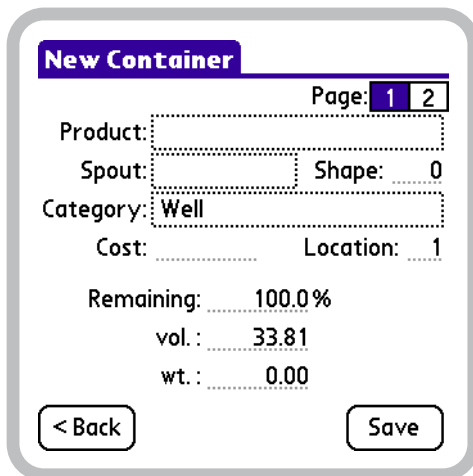 New Container
Page: 1 2
Product:
Spout: Shape: 0
Category: Well
Cost: Location: 1
Remaining: 100.0%
vol.: 33.81
wt.: 0.00
< Back Save